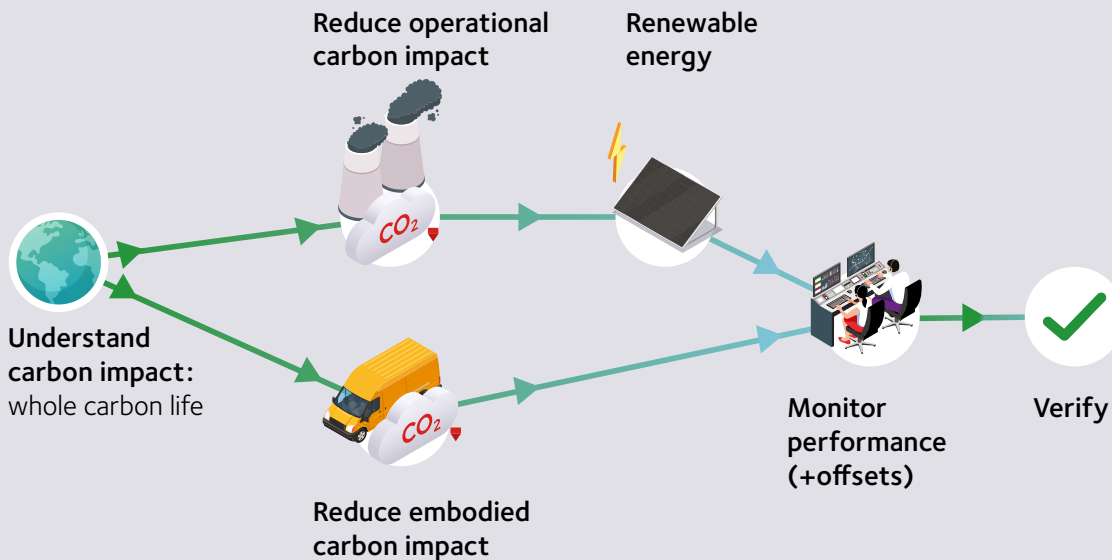 Reduce operational
carbon impact
Renewable
energy
CO2
Understand
carbon impact:
whole carbon life
CO2
Reduce embodied
carbon impact
Monitor
performance
(+offsets)
Verify